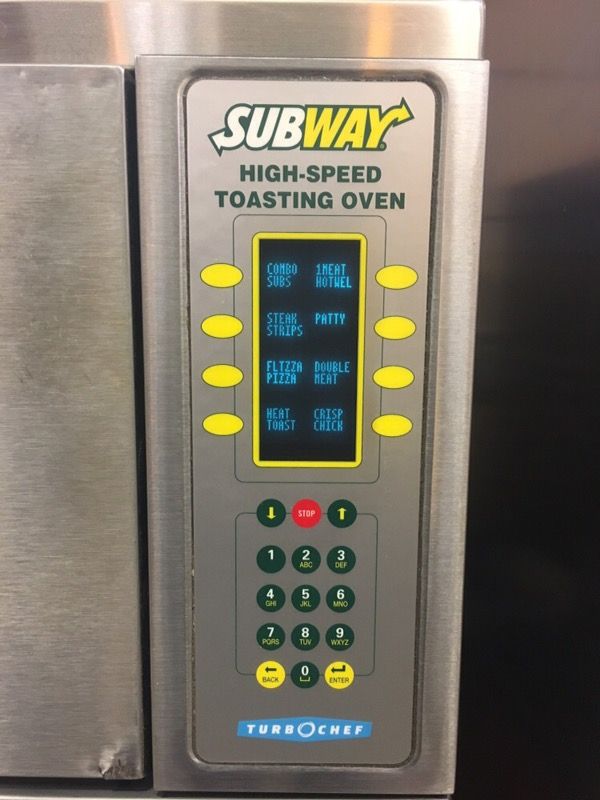 SUBWAY
HIGH-SPEED
TOASTING OVEN
COMBO 1MEAT
SUBS HOTWEL
STEAK PATTY
STRIPS
FLTZZA DOUBLE
PIZZA MEAT
HEAT CRISP
TOAST CHICK
STOP
1 2 3
ABC DEF
4 5 6
GHI JKL MNO
7 8 9
PQRS TUV WXYZ
0
BACK ENTER
TURBOCHEF